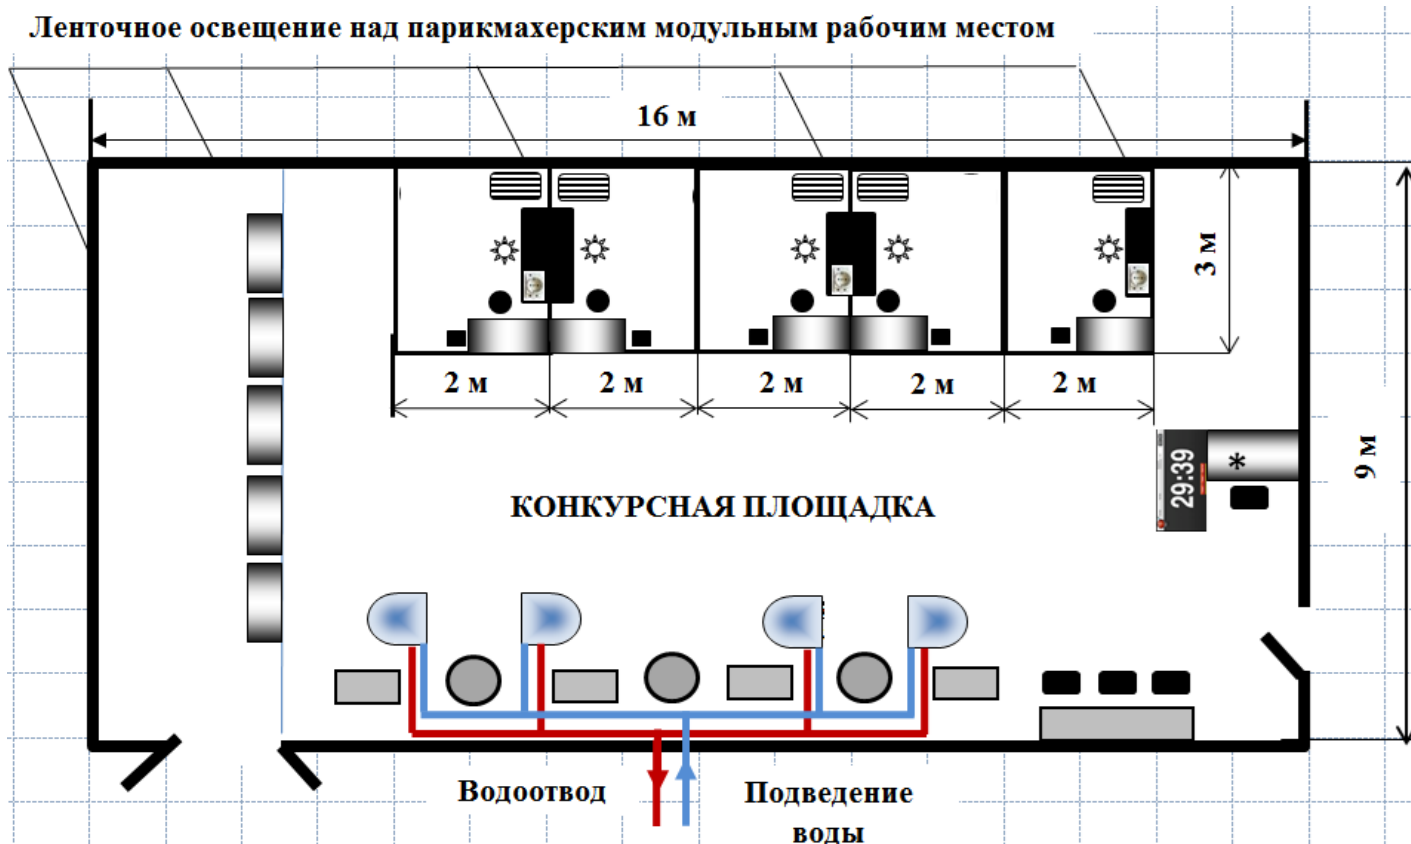 Ленточное освещение над парикмахерским модульным рабочим местом
16 м
3 м
2 м
2 м
2 м
2 м
2 м
9 м
29:39
*
КОНКУРСНАЯ ПЛОЩАДКА
Водоотвод
Подведение
воды